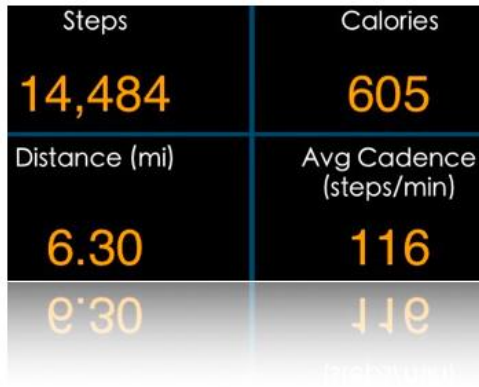 Steps
14,484
Calories
605
Distance (mi)
6.30
Avg Cadence
(steps/min)
116